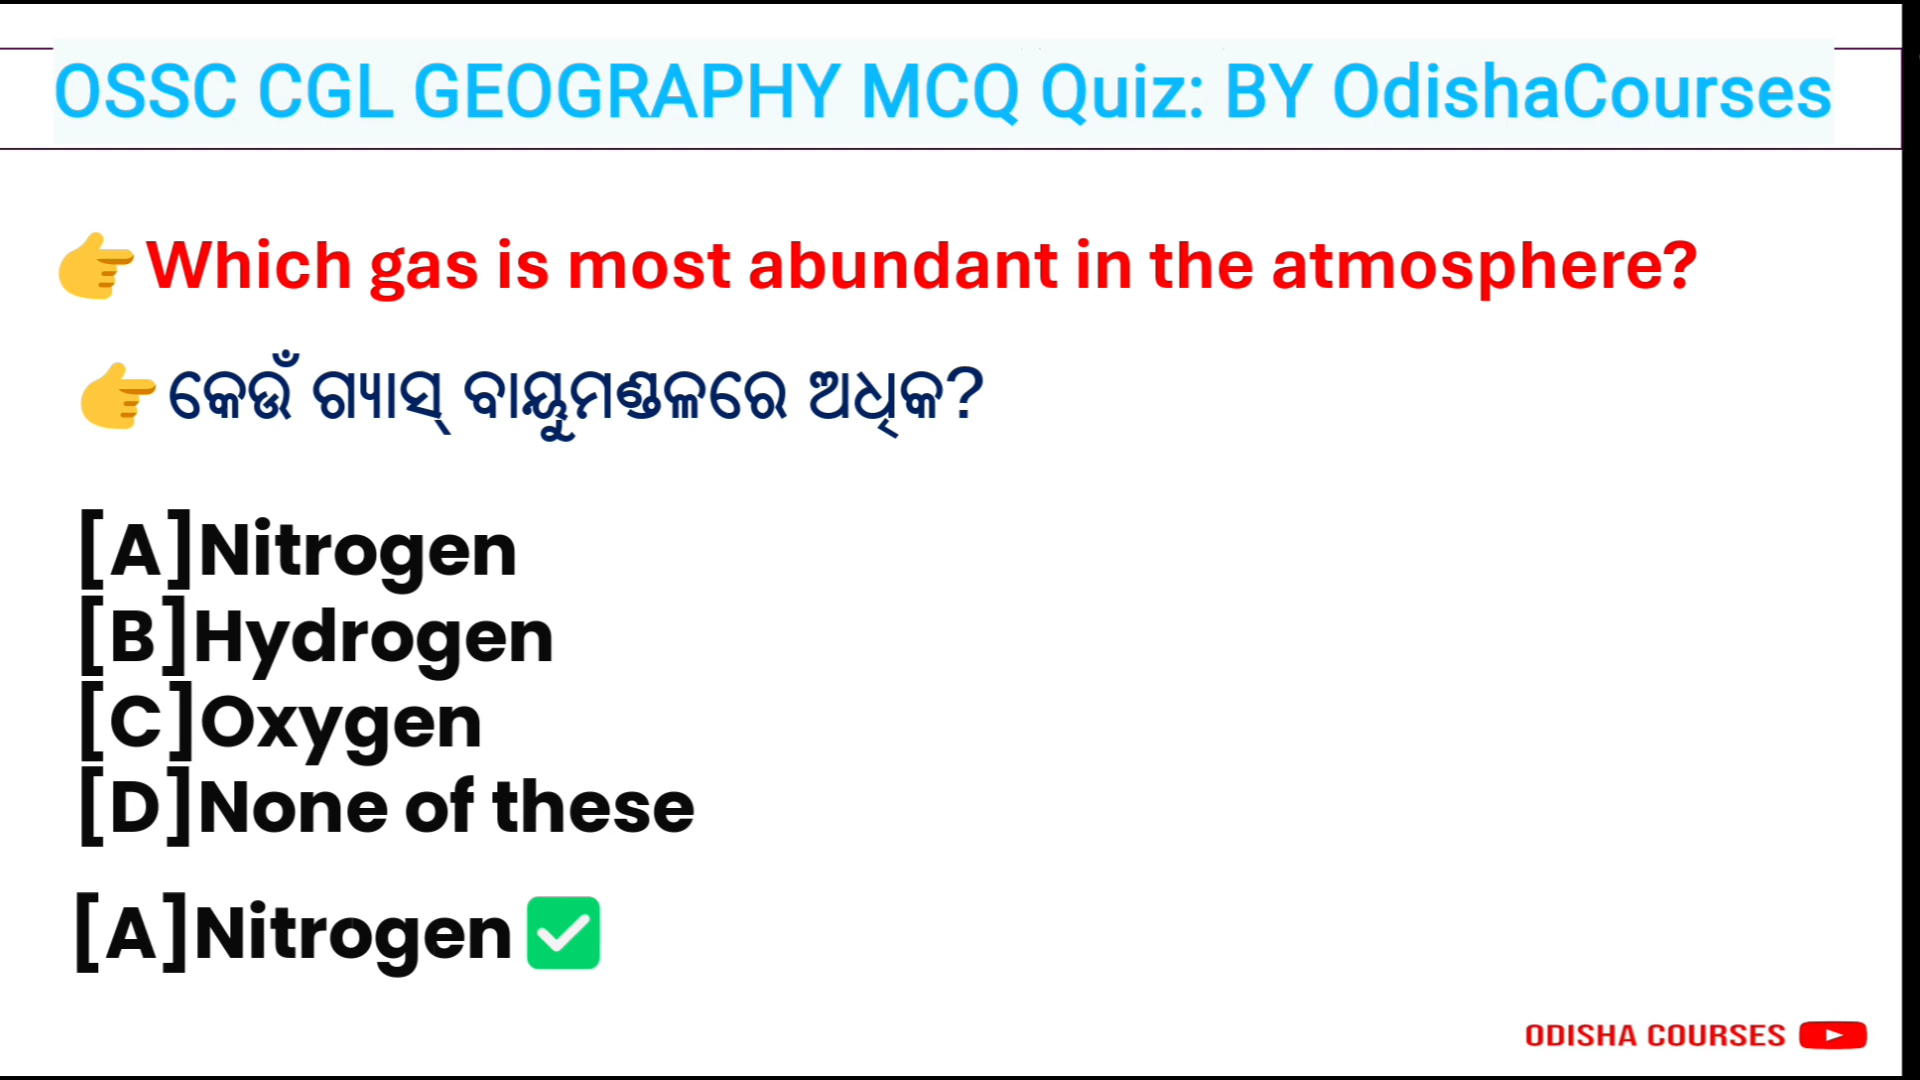 OSSC CGL GEOGRAPHY MCQ Quiz: BY OdishaCourses
👉Which gas is most abundant in the atmosphere?
👉କେଉଁ ଗ୍ୟାସ୍ ବାୟୁମଣ୍ଡଳରେ ଅଧିକ?
[A]Nitrogen
[B]Hydrogen
[C]Oxygen
[D]None of these
[A]Nitrogen ✅
ODISHA COURSES